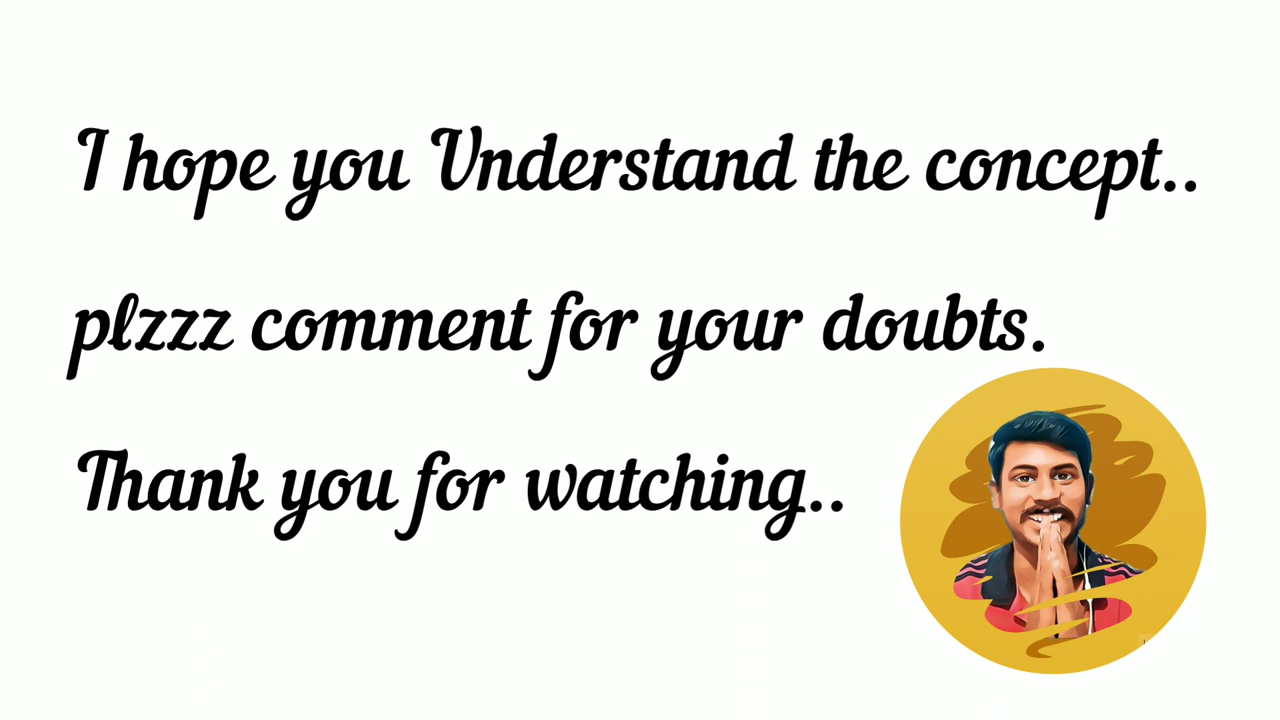 I hope you Understand the concept..
plzzz comment for your doubts.
Thank you for watching..